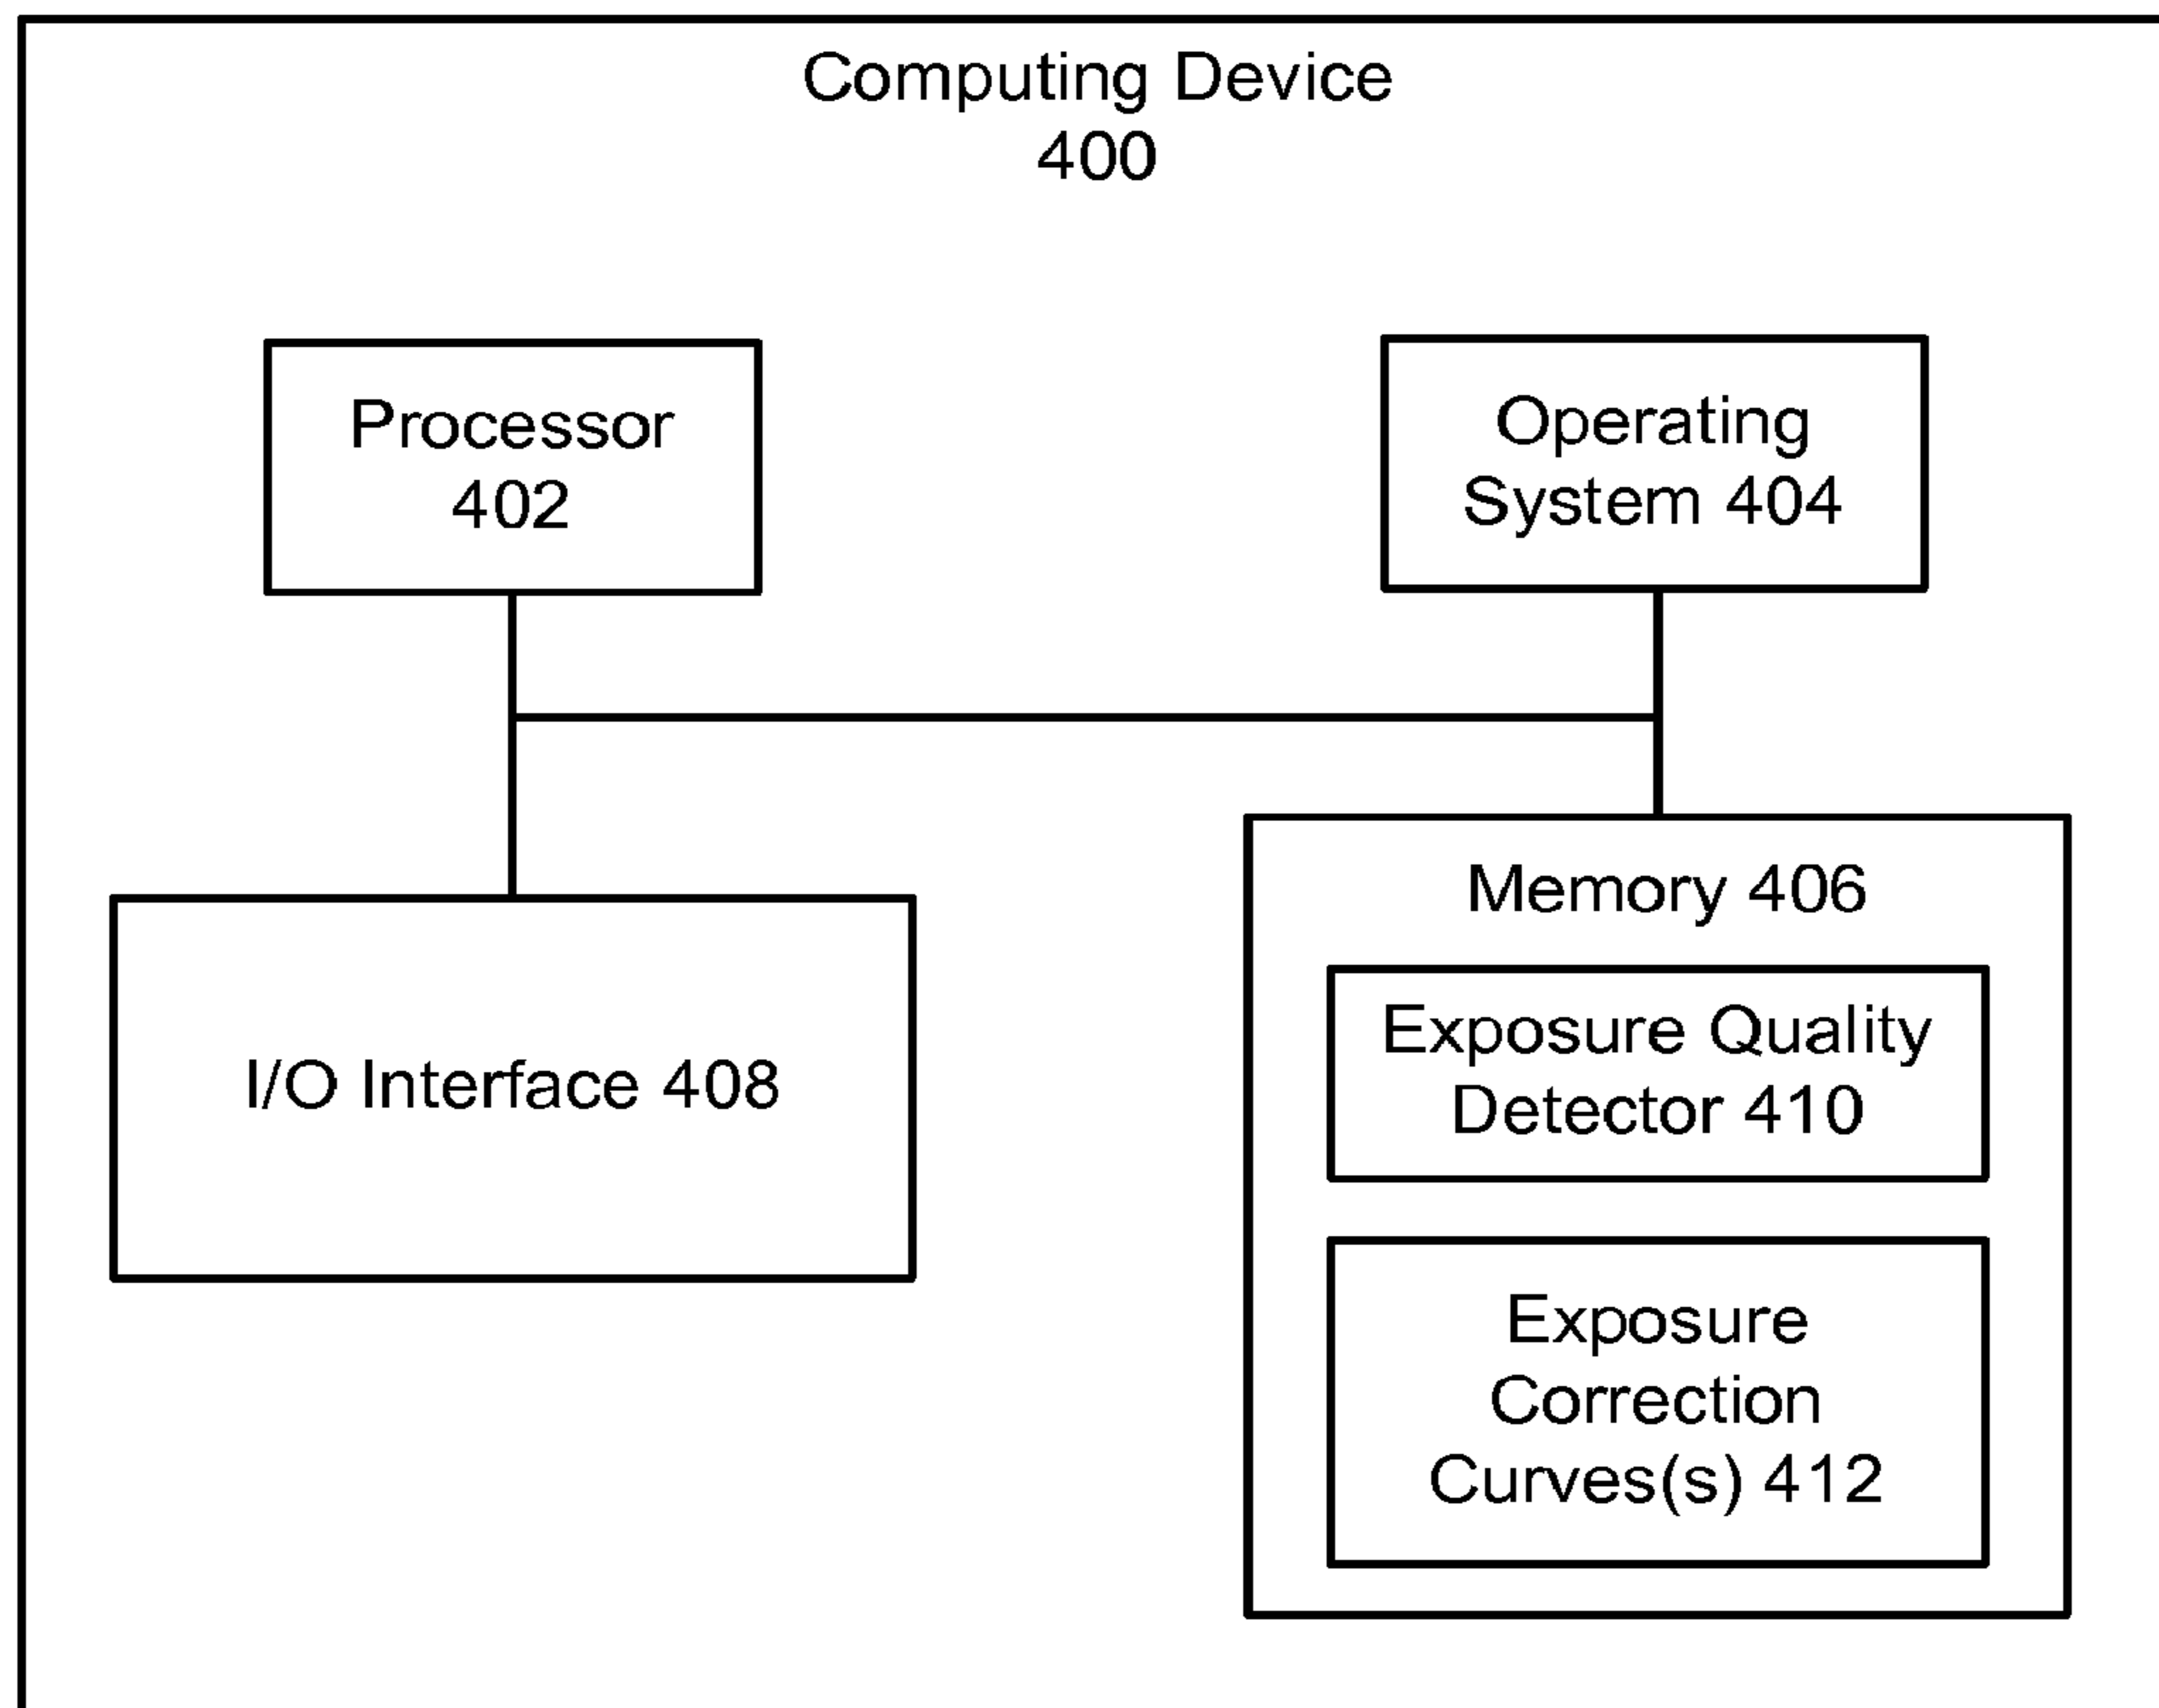 Computing Device
400
Processor
402
Operating
System 404
I/O Interface 408
Memory 406
Exposure Quality
Detector 410
Exposure
Correction
Curves(s) 412